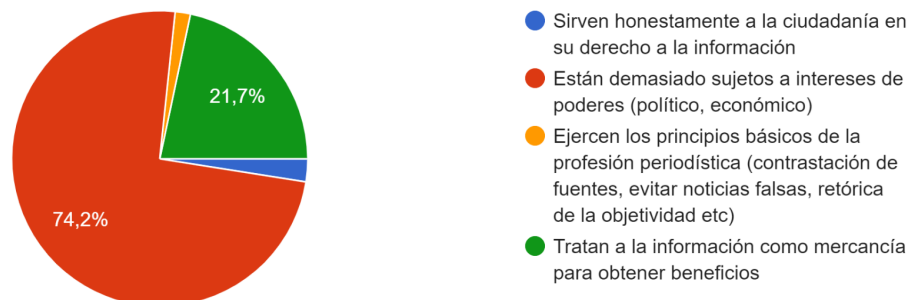 21,7%
74,2%
Sirven honestamente a la ciudadanía en
su derecho a la información
Están demasiado sujetos a intereses de
poderes (político, económico)
Ejercen los principios básicos de la
profesión periodística (contrastación de
fuentes, evitar noticias falsas, retórica
de la objetividad etc)
Tratan a la información como mercancía
para obtener beneficios